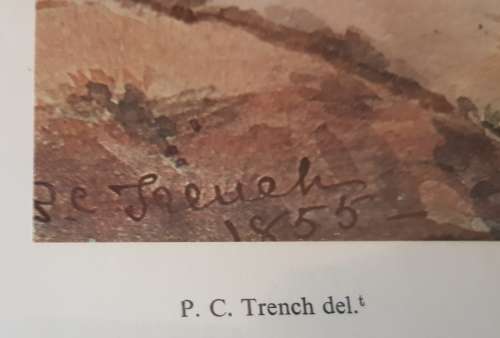 P.C Trench
1855
P. C. Trench del.ᵗ